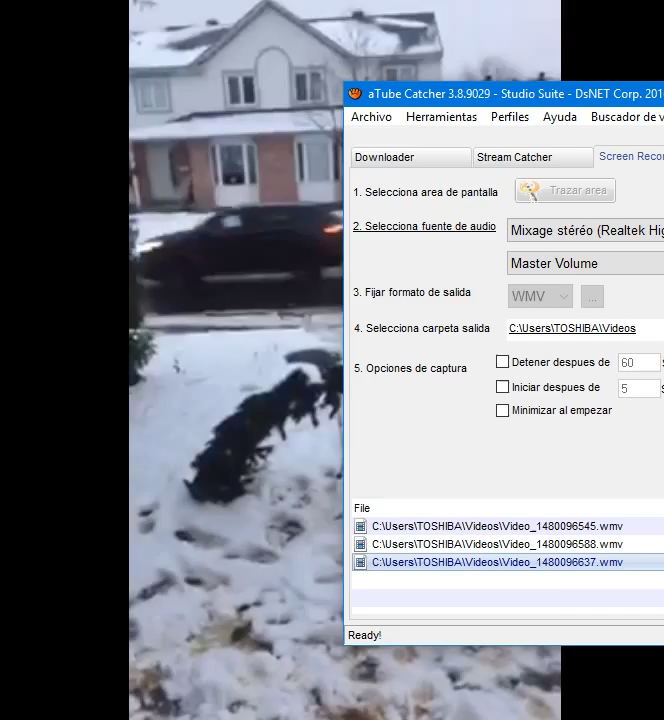 aTube Catcher 3.8.9029 - Studio Suite - DsNET Corp.
Archivo Herramientas Perfiles Ayuda Buscador de
Downloader Stream Catcher Screen
1. Selecciona area de pantalla Trazar area
2. Selecciona fuente de audio Mixage stéréo (Realtek
Master Volume
3. Fijar formato de salida WMV ...
4. Selecciona carpeta salida C:\Users\TOSHIBA\Videos
5. Opciones de captura
Detener despues de 60
Iniciar despues de 5
Minimizar al empezar
File
C:\Users\TOSHIBA\Videos\Video_1480096545.wmv
C:\Users\TOSHIBA\Videos\Video_1480096588.wmv
C:\Users\TOSHIBA\Videos\Video_1480096637.wmv
Ready!